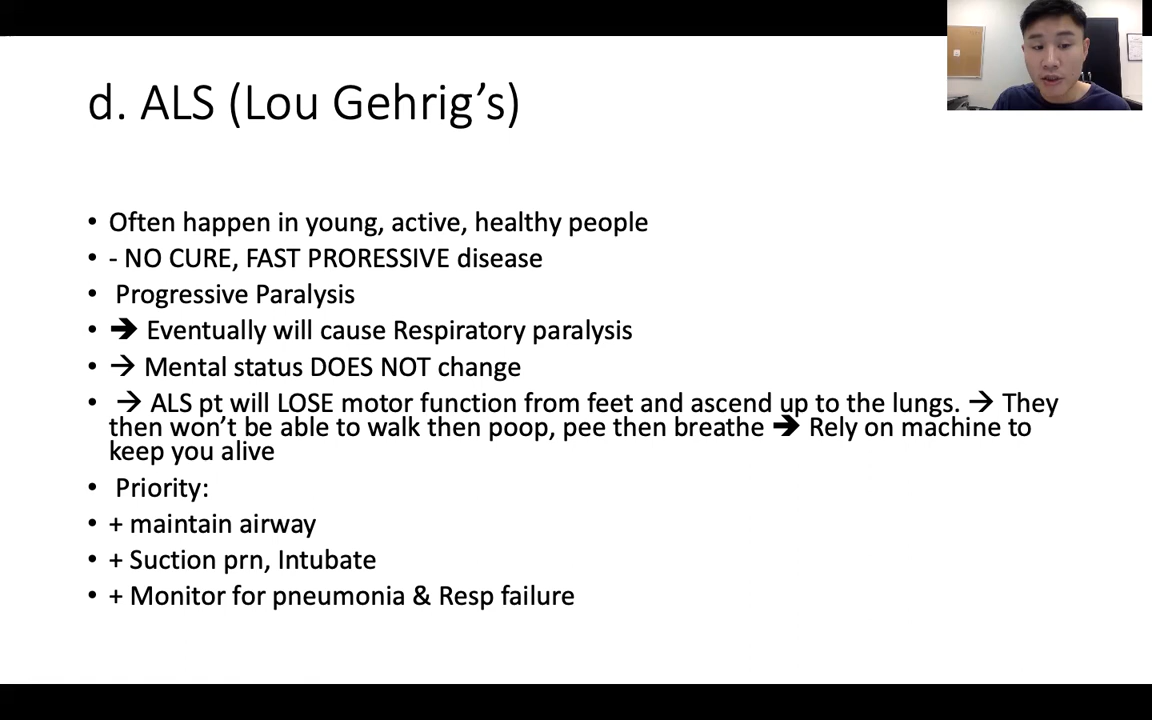 d. ALS (Lou Gehrig’s)
• Often happen in young, active, healthy people
• - NO CURE, FAST PRORESSIVE disease
• Progressive Paralysis
• ➔ Eventually will cause Respiratory paralysis
• → Mental status DOES NOT change
• → ALS pt will LOSE motor function from feet and ascend up to the lungs. → They
then won’t be able to walk then poop, pee then breathe ➔ Rely on machine to
keep you alive
• Priority:
• + maintain airway
• + Suction prn, Intubate
• + Monitor for pneumonia & Resp failure